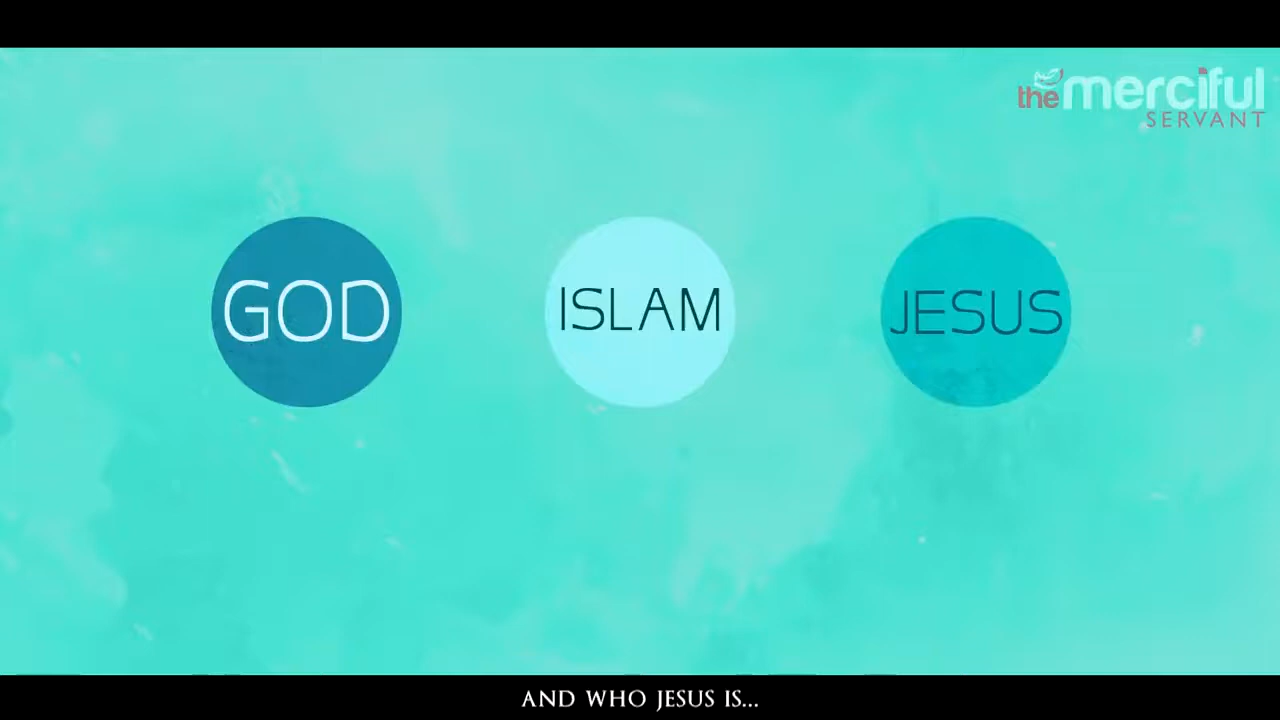 the merciful
SERVANT
GOD
ISLAM
JESUS
AND WHO JESUS IS...